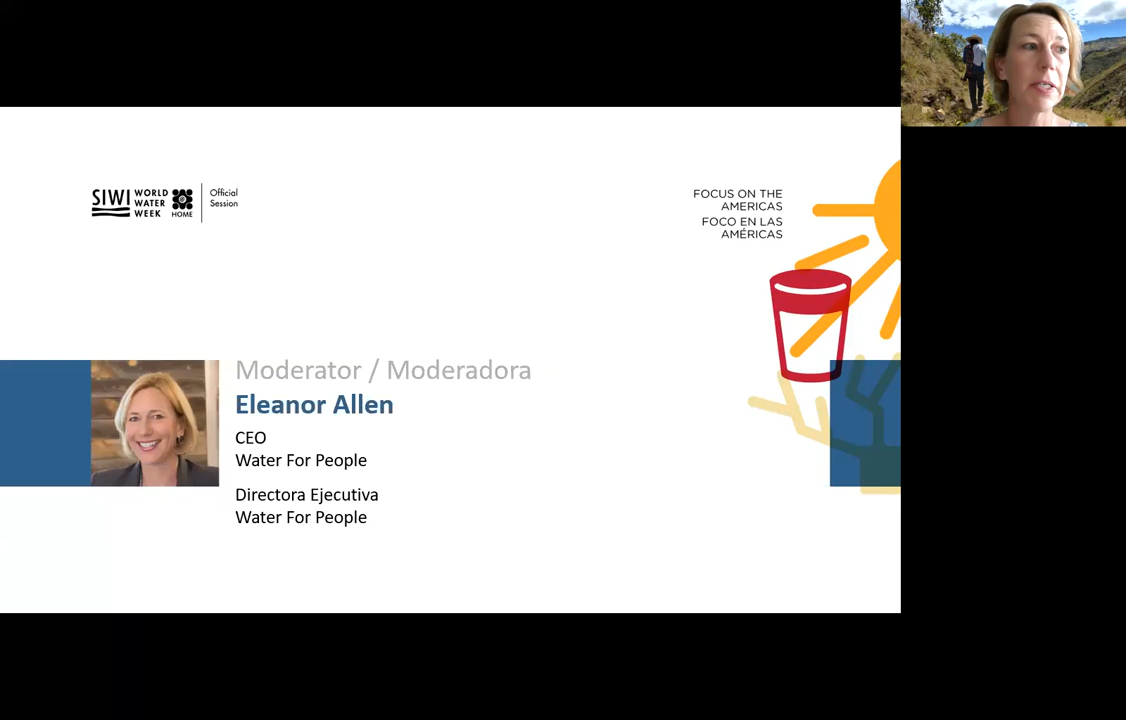 SIWI
WORLD
WATER
WEEK
HOME
Official
Session
FOCUS ON THE
AMERICAS
FOCO EN LAS
AMÉRICAS
Moderator / Moderadora
Eleanor Allen
CEO
Water For People
Directora Ejecutiva
Water For People